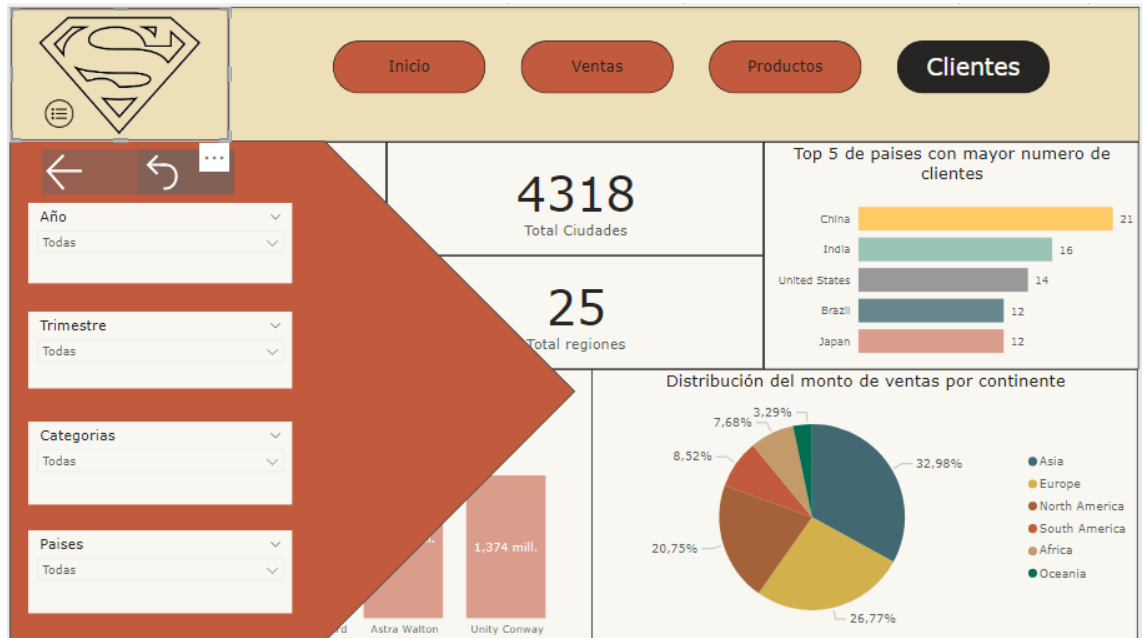 Inicio
Ventas
Productos
Clientes
Año
Todas
Trimestre
Todas
Categorias
Todas
Paises
Todas
4318
Total Ciudades
25
Total regiones
Top 5 de paises con mayor numero de
clientes
China
21
India
16
United States
14
Brazil
12
Japan
12
1,374 mill.
Astra Walton
Unity Conway
Distribución del monto de ventas por continente
3,29%
7,68%
8,52%
20,75%
32,98%
26,77%
Asia
Europe
North America
South America
Africa
Oceania